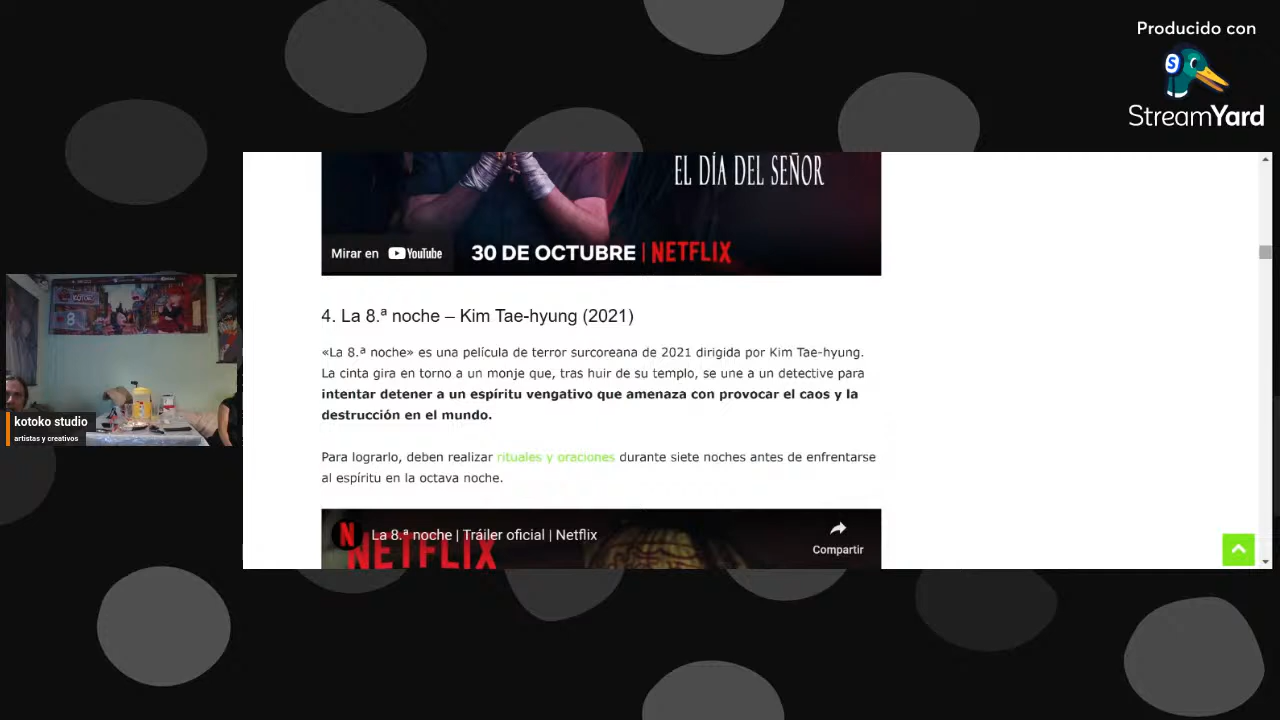 Producido con
StreamYard
EL DÍA DEL SEÑOR
Mirar en YouTube
30 DE OCTUBRE | NETFLIX
4. La 8.ª noche – Kim Tae-hyung (2021)
«La 8.ª noche» es una película de terror surcoreana de 2021 dirigida por Kim Tae-hyung.
La cinta gira en torno a un monje que, tras huir de su templo, se une a un detective para
intentar detener a un espíritu vengativo que amenaza con provocar el caos y la
destrucción en el mundo.
Para lograrlo, deben realizar rituales y oraciones durante siete noches antes de enfrentarse
al espíritu en la octava noche.
N
La 8.ª noche | Tráiler oficial | Netflix
Compartir
NETFLIX
8
kotoko studio
artistas y creativos